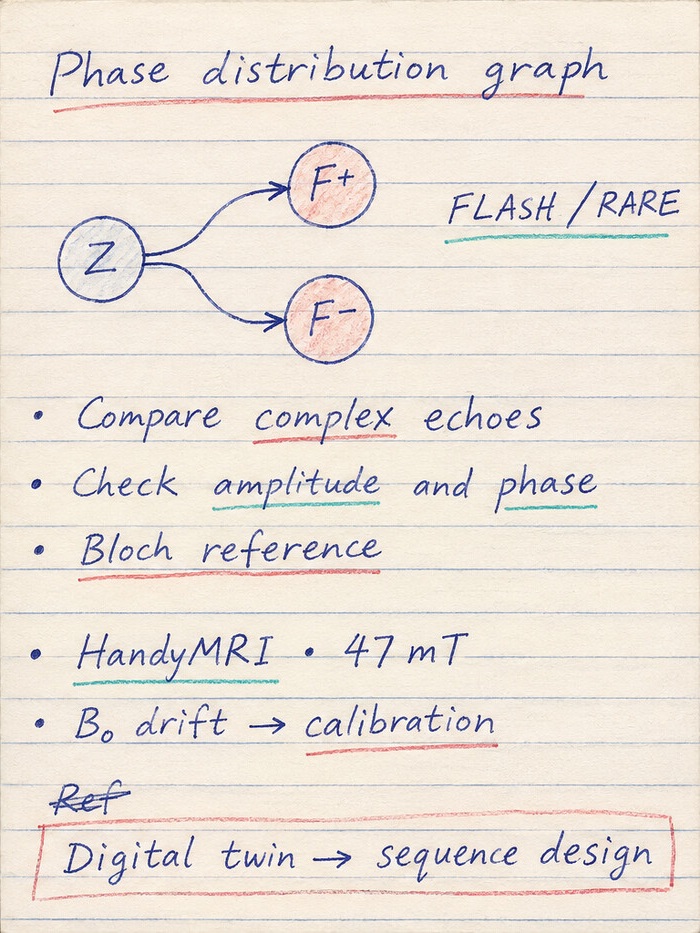 Phase distribution graph
F+
FLASH / RARE
Z
F-
• Compare complex echoes
• Check amplitude and phase
• Bloch reference
• HandyMRI • 47 mT
• B₀ drift → calibration
Ref
Digital twin → sequence design